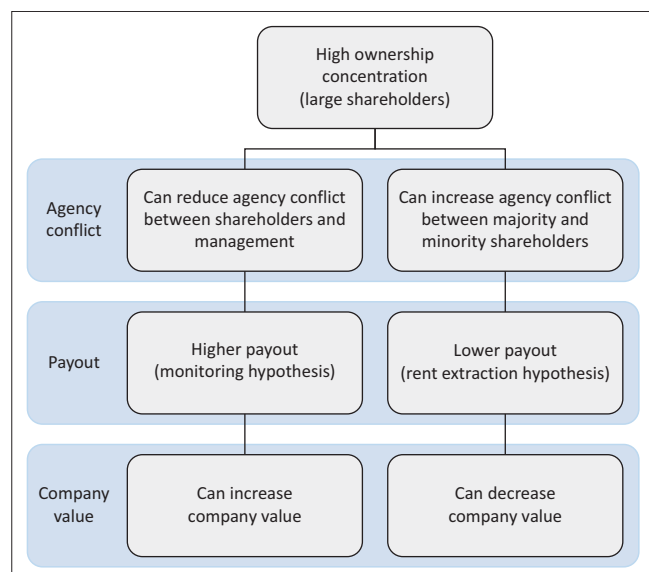 High ownership
concentration
(large shareholders)
Agency
conflict
Can reduce agency conflict
between shareholders and
management
Can increase agency conflict
between majority and
minority shareholders
Payout
Higher payout
(monitoring hypothesis)
Lower payout
(rent extraction hypothesis)
Company
value
Can increase
company value
Can decrease
company value